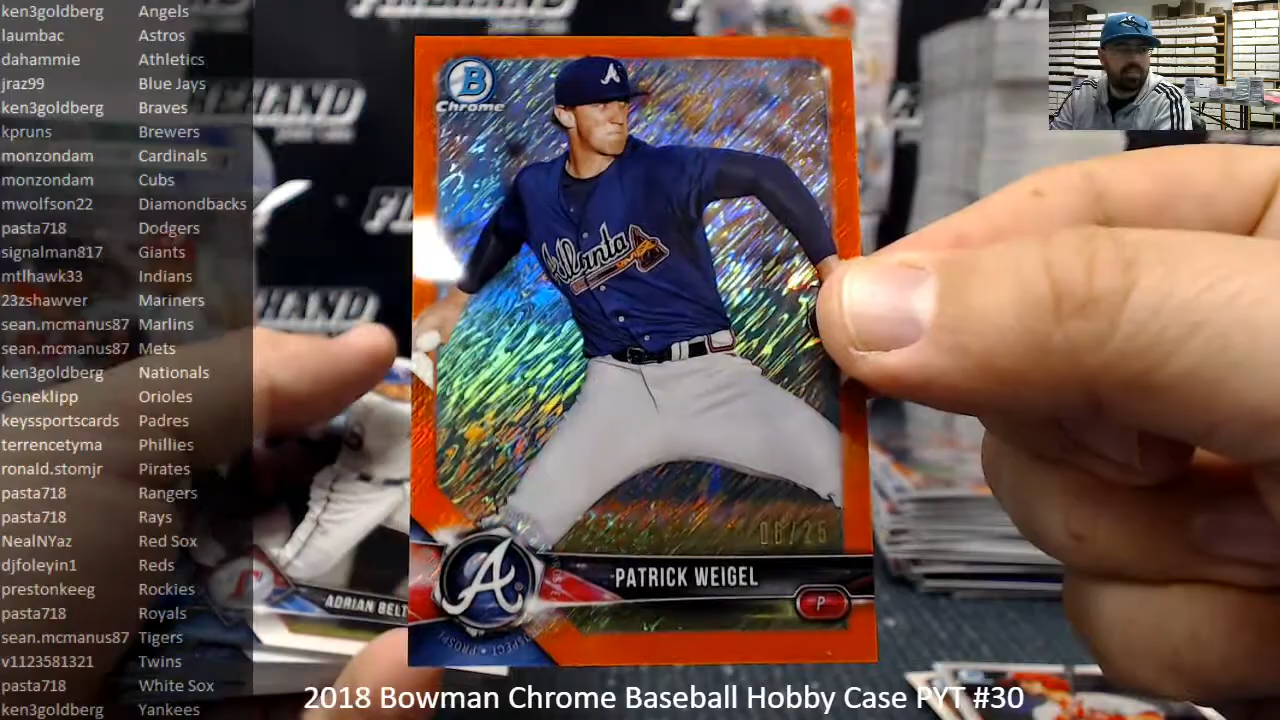 ken3goldberg Angels
laumbac Astros
dahammie Athletics
jraz99 Blue Jays
ken3goldberg Braves
kpruns Brewers
monzondam Cardinals
monzondam Cubs
mwolfson22 Diamondbacks
pasta718 Dodgers
signalman817 Giants
mtlhawk33 Indians
23zshawver Mariners
sean.mcmanus87 Marlins
sean.mcmanus87 Mets
ken3goldberg Nationals
Geneklipp Orioles
keyssportscards Padres
terrencetyma Phillies
ronald.stomjr Pirates
pasta718 Rangers
pasta718 Rays
NealNYaz Red Sox
djfoleyin1 Reds
prestonkeeg Rockies
pasta718 Royals
sean.mcmanus87 Tigers
v1123581321 Twins
pasta718 White Sox
ken3goldberg Yankees
B
Chrome
A
Atlanta
/25
PATRICK WEIGEL
P
A
ADRIAN BELT
2018 Bowman Chrome Baseball Hobby Case PYT #30